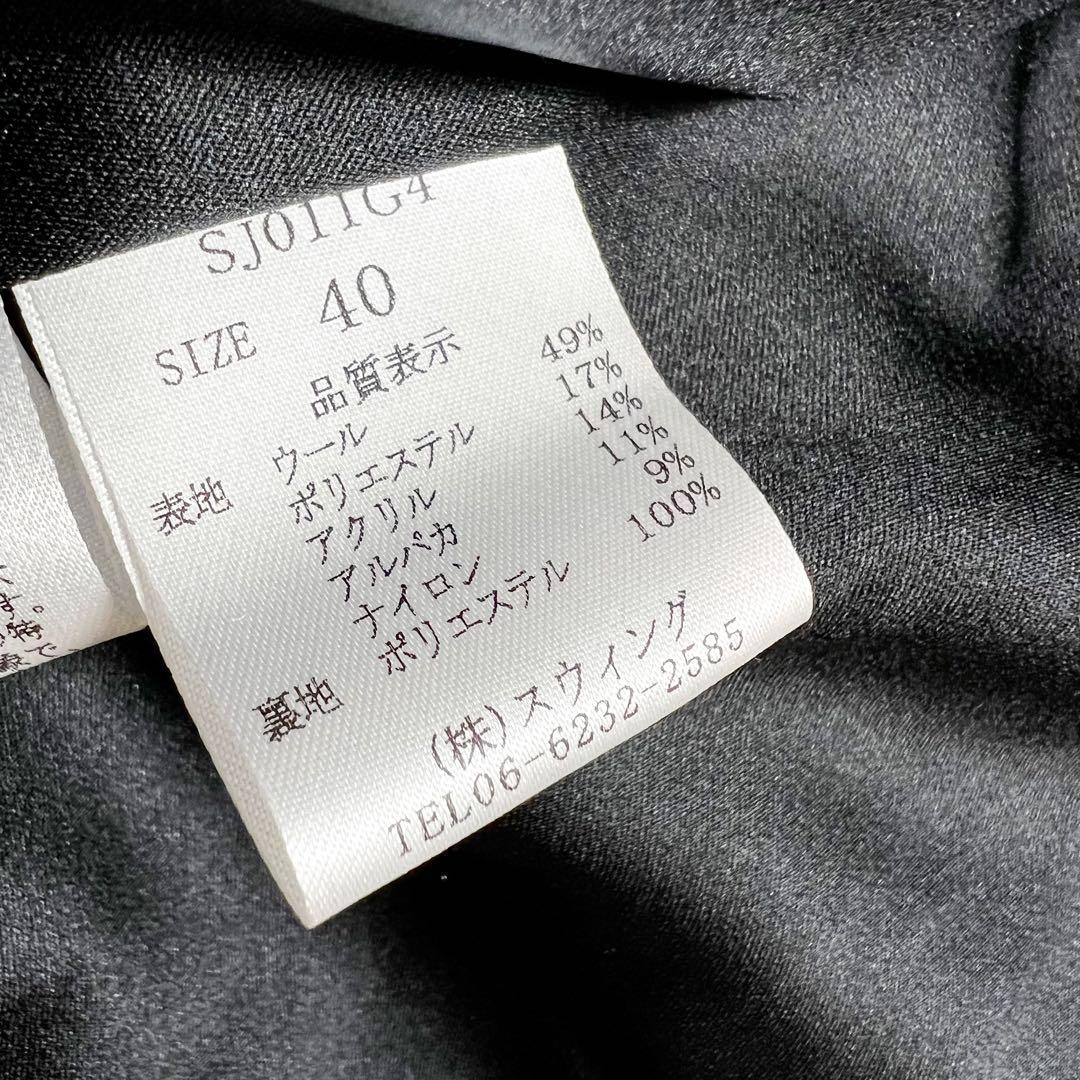 SJ011G4
SIZE 40
品質表示
表地 ウール 49%
ポリエステル 17%
アクリル 14%
アルパカ 11%
ナイロン 9%
裏地 ポリエステル 100%
(株)スウィング
TEL06-6232-2585
す。